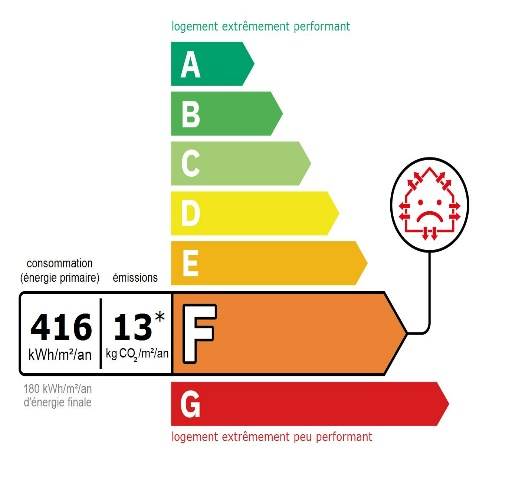 logement extrêmement performant
A
B
C
D
E
consommation
(énergie primaire)
émissions
416
13*
kWh/m²/an
kg CO₂/m²/an
F
180 kWh/m²/an
d'énergie finale
G
logement extrêmement peu performant